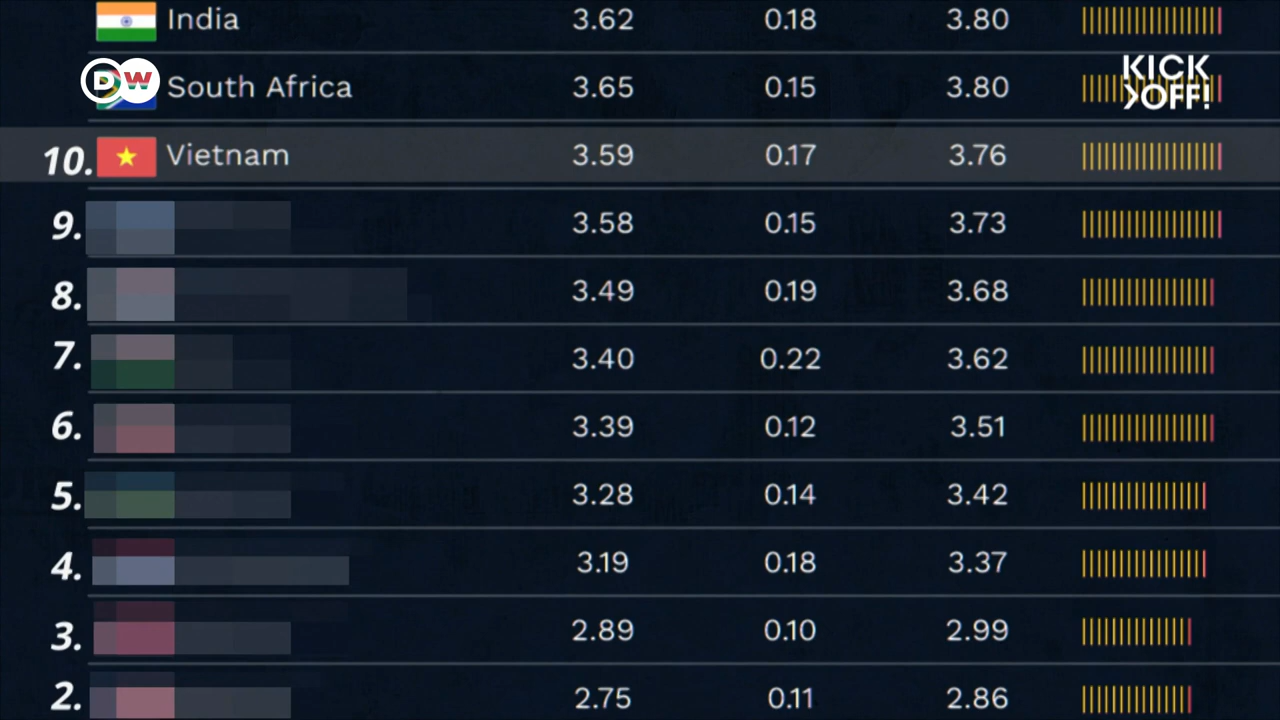 India 3.62 0.18 3.80
DW South Africa 3.65 0.15 3.80
KICK
OFF!
10. Vietnam 3.59 0.17 3.76
9. 3.58 0.15 3.73
8. 3.49 0.19 3.68
7. 3.40 0.22 3.62
6. 3.39 0.12 3.51
5. 3.28 0.14 3.42
4. 3.19 0.18 3.37
3. 2.89 0.10 2.99
2. 2.75 0.11 2.86